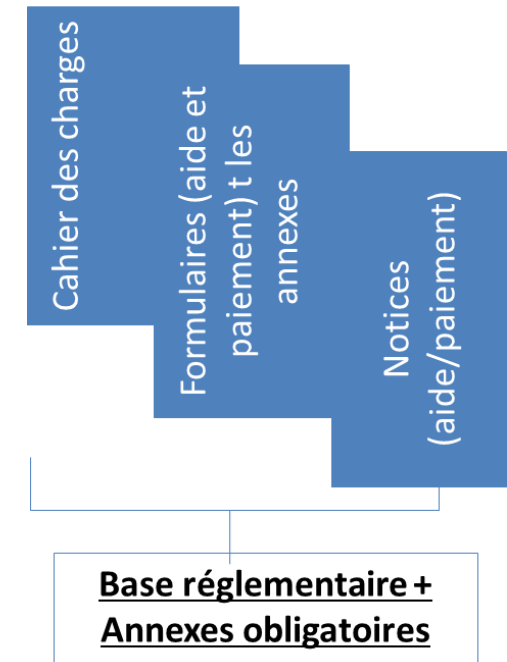 Cahier des charges
Formulaires (aide et
paiement) t les
annexes
Notices
(aide/paiement)
Base réglementaire +
Annexes obligatoires